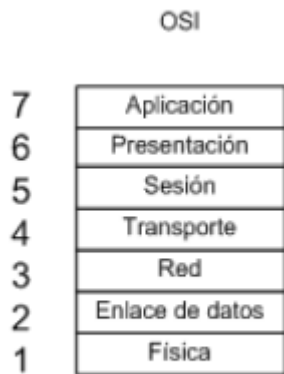 OSI
7 Aplicación
6 Presentación
5 Sesión
4 Transporte
3 Red
2 Enlace de datos
1 Física